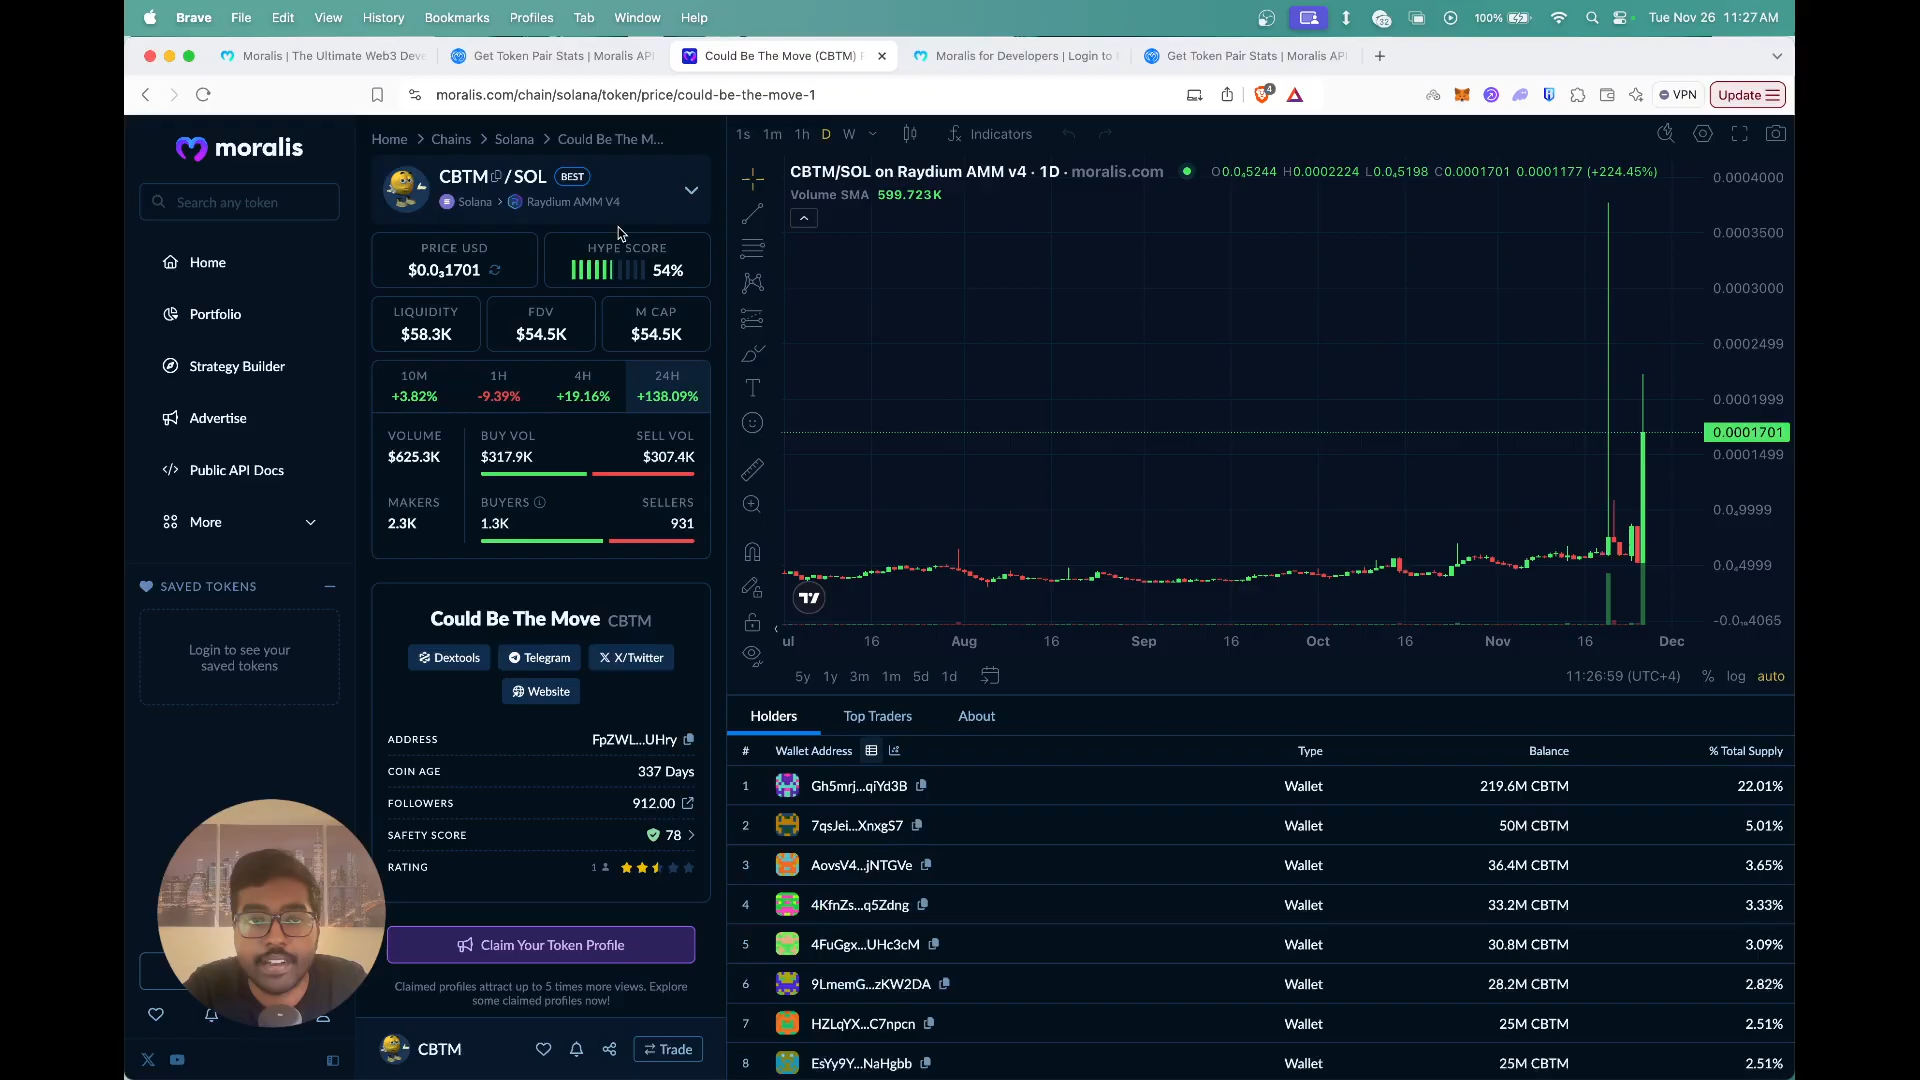 Brave File Edit View History Bookmarks Profiles Tab Window Help
32 100% Tue Nov 26 11:27 AM
Moralis | The Ultimate Web3 Deve
Get Token Pair Stats | Moralis API
Could Be The Move (CBTM) P
Moralis for Developers | Login to
Get Token Pair Stats | Moralis API
moralis.com/chain/solana/token/price/could-be-the-move-1
4
VPN
Update
moralis
Search any token
Home
Portfolio
Strategy Builder
Advertise
Public API Docs
More
SAVED TOKENS
Login to see your
saved tokens
Home > Chains > Solana > Could Be The M...
CBTM / SOL BEST
Solana > Raydium AMM V4
PRICE USD
$0.0₃1701
HYPE SCORE
54%
LIQUIDITY
$58.3K
FDV
$54.5K
M CAP
$54.5K
10M 1H 4H 24H
+3.82% -9.39% +19.16% +138.09%
VOLUME BUY VOL SELL VOL
$625.3K $317.9K $307.4K
MAKERS BUYERS SELLERS
2.3K 1.3K 931
Could Be The Move CBTM
Dextools Telegram X/Twitter
Website
ADDRESS FpZWL...UHry
COIN AGE 337 Days
FOLLOWERS 912.00
SAFETY SCORE 78
RATING 1
Claim Your Token Profile
Claimed profiles attract up to 5 times more views. Explore
some claimed profiles now!
CBTM Trade
1s 1m 1h D W Indicators
CBTM/SOL on Raydium AMM v4 · 1D · moralis.com O0.0₄5244 H0.0002224 L0.0₄5198 C0.0001701 0.0001177 (+224.45%)
Volume SMA 599.723K
0.0004000
0.0003500
0.0003000
0.0002499
0.0001999
0.0001701
0.0001499
0.0₄9999
0.0₄4999
ul 16 Aug 16 Sep 16 Oct 16 Nov 16 Dec
5y 1y 3m 1m 5d 1d
11:26:59 (UTC+4) % log auto
Holders Top Traders About
# Wallet Address Type Balance % Total Supply
1 Gh5mrj...qiYd3B Wallet 219.6M CBTM 22.01%
2 7qsJei...XnxgS7 Wallet 50M CBTM 5.01%
3 AovsV4...jNTGVe Wallet 36.4M CBTM 3.65%
4 4KfnZs...q5Zdng Wallet 33.2M CBTM 3.33%
5 4FuGgx...UHc3cM Wallet 30.8M CBTM 3.09%
6 9LmemG...zKW2DA Wallet 28.2M CBTM 2.82%
7 HZLqYX...C7npcn Wallet 25M CBTM 2.51%
8 EsYy9Y...NaHgbb Wallet 25M CBTM 2.51%